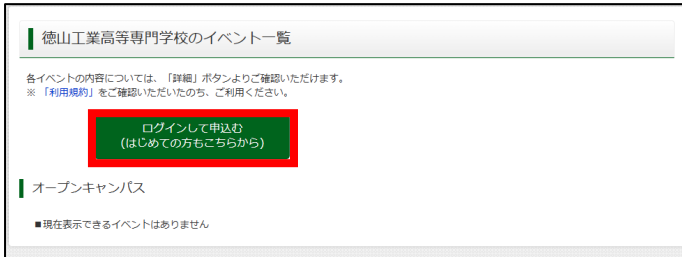 徳山工業高等専門学校のイベント一覧
各イベントの内容については、「詳細」ボタンよりご確認いただけます。
※ 「利用規約」をご確認いただいたのち、ご利用ください。
ログインして申込む
(はじめての方もこちらから)
オープンキャンパス
■現在表示できるイベントはありません